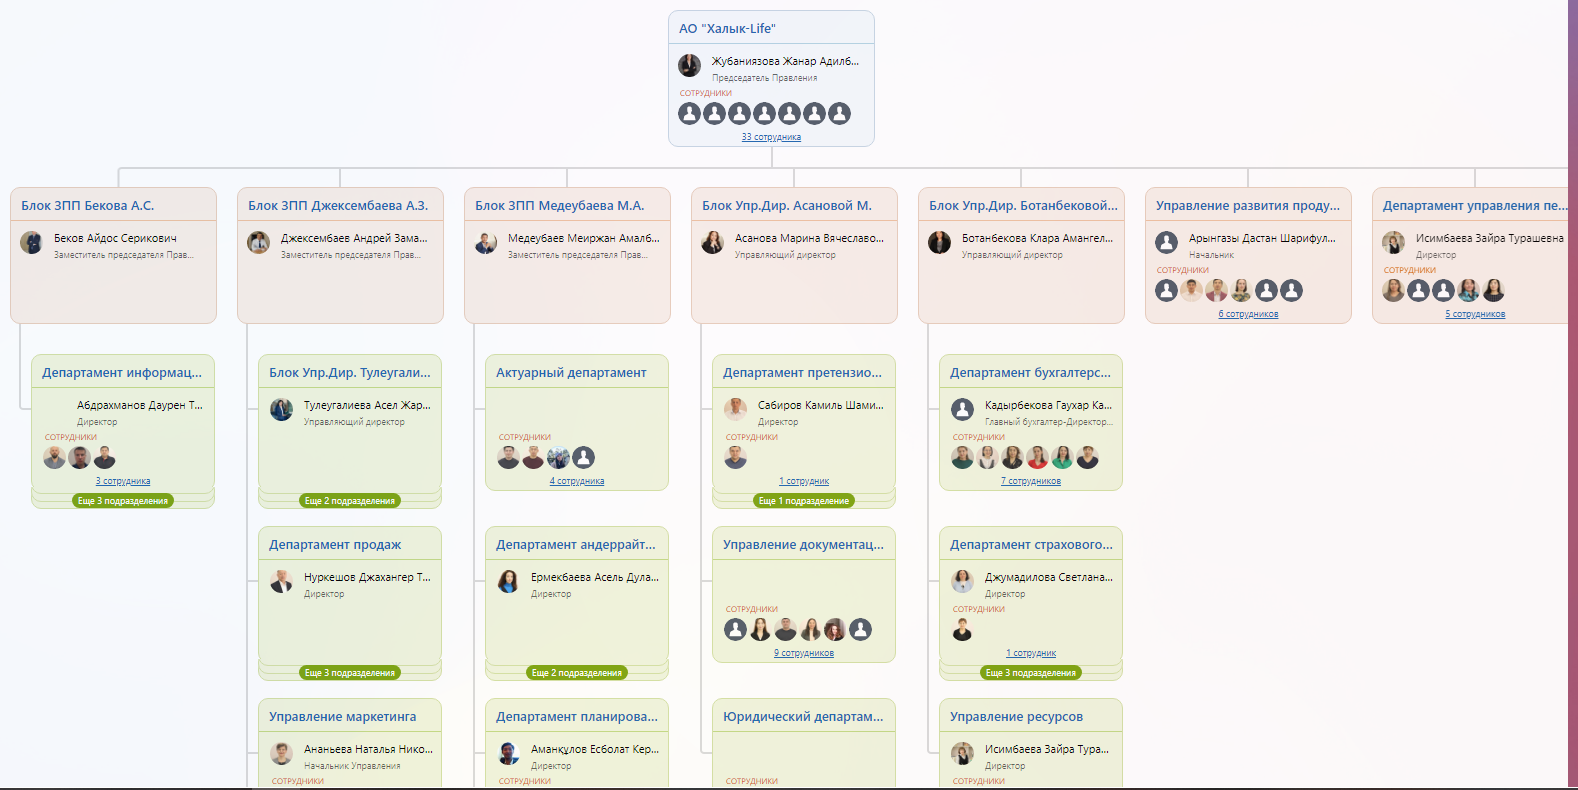 АО "Халык-Life"
Жубаниязова Жанар Адилб...
Председатель Правления
СОТРУДНИКИ
33 сотрудника
Блок ЗПП Бекова А.С.
Беков Айдос Серикович
Заместитель председателя Прав...
Блок ЗПП Джексембаева А.З.
Джексембаев Андрей Зама...
Заместитель председателя Прав...
Блок ЗПП Медеубаева М.А.
Медеубаев Меиржан Амалб...
Заместитель председателя Прав...
Блок Упр.Дир. Асановой М.
Асанова Марина Вячеславо...
Управляющий директор
Блок Упр.Дир. Ботанбековой...
Ботанбекова Клара Амангел...
Управляющий директор
Управление развития проду...
Арынгазы Дастан Шарифул...
Начальник
СОТРУДНИКИ
6 сотрудников
Департамент управления пе...
Исимбаева Зайра Турашевна
Директор
СОТРУДНИКИ
5 сотрудников
Департамент информац...
Абдрахманов Даурен Т...
Директор
СОТРУДНИКИ
3 сотрудника
Еще 3 подразделения
Блок Упр.Дир. Тулеугали...
Тулеугалиева Асел Жар...
Управляющий директор
Еще 2 подразделения
Актуарный департамент
СОТРУДНИКИ
4 сотрудника
Департамент претензио...
Сабиров Камиль Шами...
Директор
СОТРУДНИКИ
1 сотрудник
Еще 1 подразделение
Департамент бухгалтерс...
Кадырбекова Гаухар Ка...
Главный бухгалтер-Директор...
СОТРУДНИКИ
7 сотрудников
Департамент продаж
Нуркешов Джахангер Т...
Директор
Еще 3 подразделения
Департамент андеррайт...
Ермекбаева Асель Дула...
Директор
Еще 2 подразделения
Управление документац...
СОТРУДНИКИ
9 сотрудников
Департамент страхового...
Джумадилова Светлана...
Директор
СОТРУДНИКИ
1 сотрудник
Еще 3 подразделения
Управление маркетинга
Ананьева Наталья Нико...
Начальник Управления
СОТРУДНИКИ
Департамент планирова...
Аманқұлов Есболат Кер...
Директор
СОТРУДНИКИ
Юридический департам...
СОТРУДНИКИ
Управление ресурсов
Исимбаева Зайра Тура...
Директор
СОТРУДНИКИ